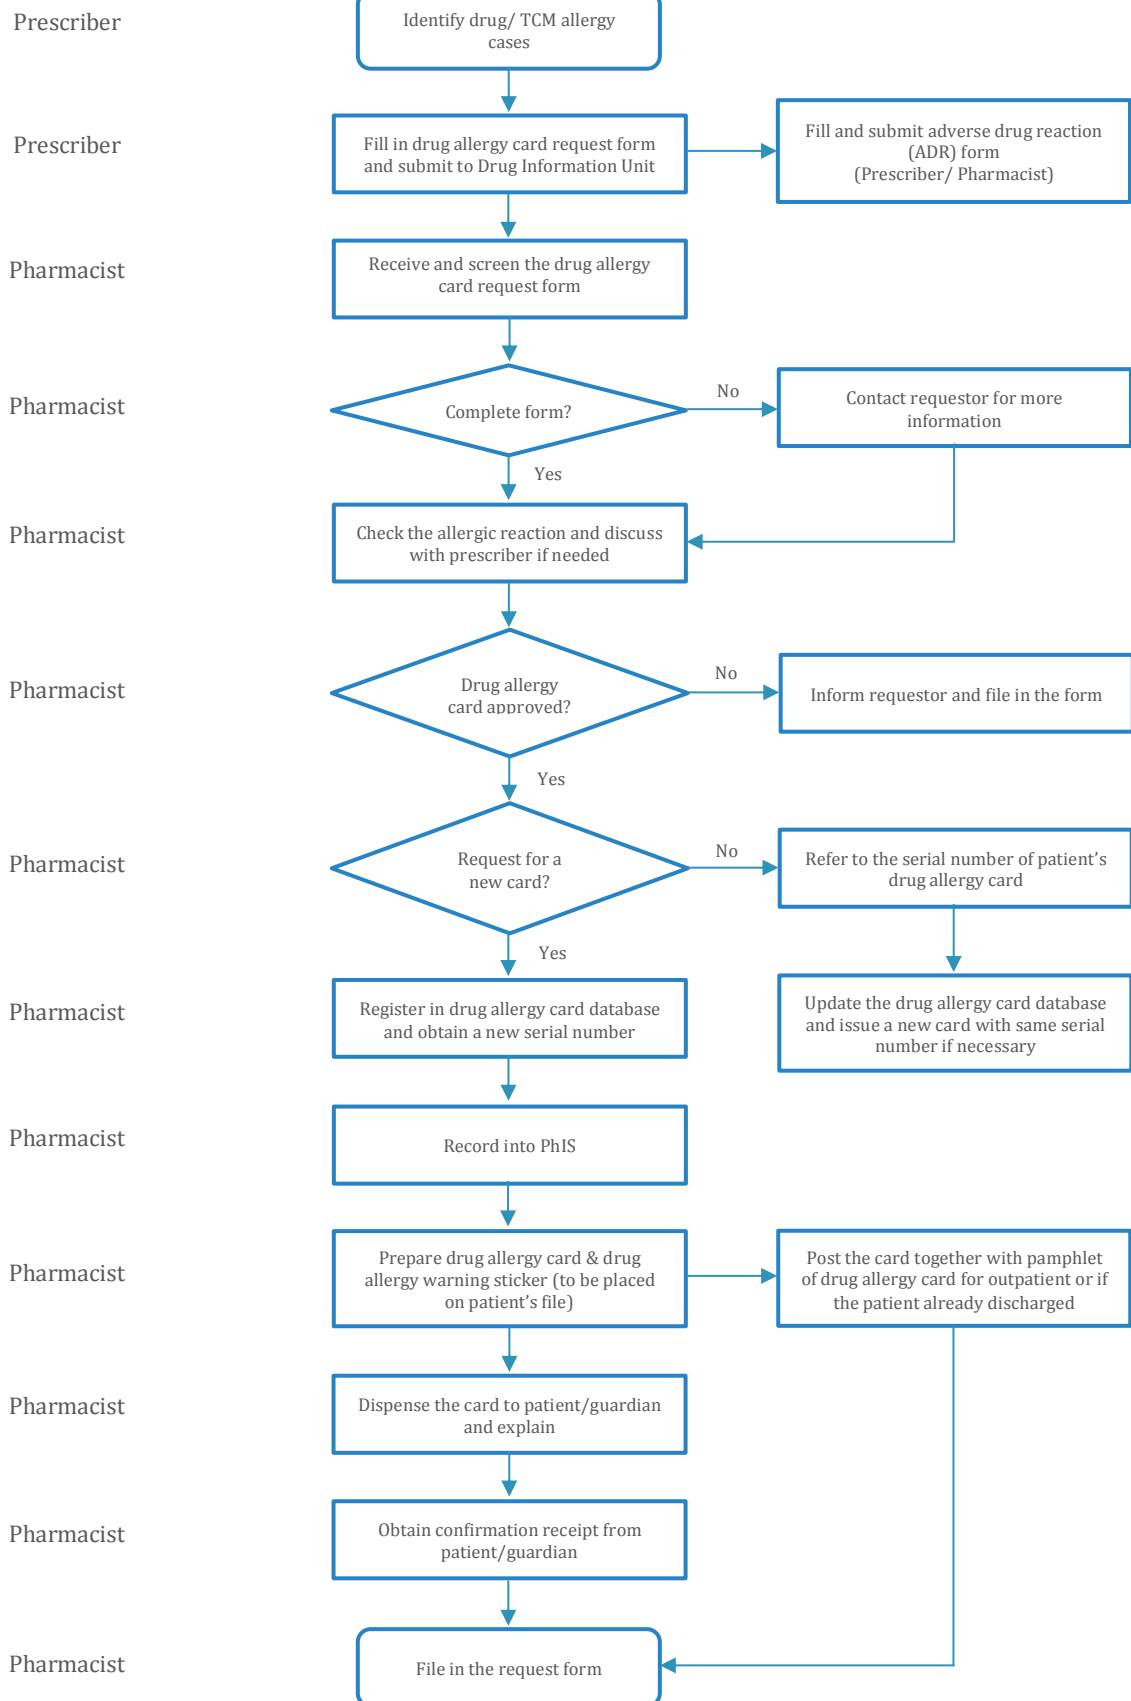 Prescriber
Identify drug/ TCM allergy
cases
Prescriber
Fill in drug allergy card request form
and submit to Drug Information Unit
Fill and submit adverse drug reaction
(ADR) form
(Prescriber/ Pharmacist)
Pharmacist
Receive and screen the drug allergy
card request form
Pharmacist
Complete form?
No
Contact requestor for more
information
Yes
Pharmacist
Check the allergic reaction and discuss
with prescriber if needed
Pharmacist
Drug allergy
card approved?
No
Inform requestor and file in the form
Yes
Pharmacist
Request for a
new card?
No
Refer to the serial number of patient’s
drug allergy card
Yes
Pharmacist
Register in drug allergy card database
and obtain a new serial number
Update the drug allergy card database
and issue a new card with same serial
number if necessary
Pharmacist
Record into PhIS
Pharmacist
Prepare drug allergy card & drug
allergy warning sticker (to be placed
on patient’s file)
Post the card together with pamphlet
of drug allergy card for outpatient or if
the patient already discharged
Pharmacist
Dispense the card to patient/guardian
and explain
Pharmacist
Obtain confirmation receipt from
patient/guardian
Pharmacist
File in the request form